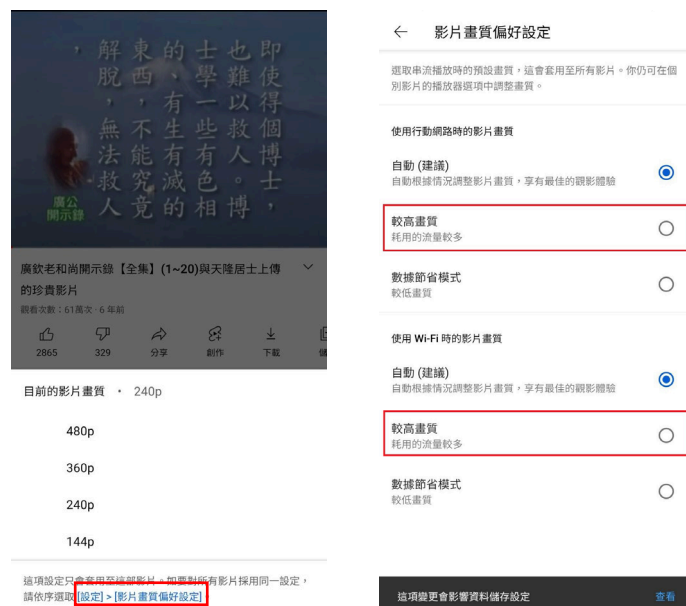 即使得個博士，
也難以救人。博
士學一些有色相
的、有生有滅的
東西，不能究竟
解脫，無法救人
，
廣公
開示錄
廣欽老和尚開示錄【全集】(1~20)與天隆居士上傳
的珍貴影片
觀看次數：61萬次 · 6 年前
2865 329 分享 創作 下載
目前的影片畫質 · 240p
480p
360p
240p
144p
這項設定只會套用至這部影片。如要對所有影片採用同一設定，
請依序選取 [設定] > [影片畫質偏好設定]。
← 影片畫質偏好設定
選取串流播放時的預設畫質，這會套用至所有影片。你仍可在個
別影片的播放器選項中調整畫質。
使用行動網路時的影片畫質
自動 (建議)
自動根據情況調整影片畫質，享有最佳的觀影體驗
較高畫質
耗用的流量較多
數據節省模式
較低畫質
使用 Wi-Fi 時的影片畫質
自動 (建議)
自動根據情況調整影片畫質，享有最佳的觀影體驗
較高畫質
耗用的流量較多
數據節省模式
較低畫質
這項變更會影響資料儲存設定 查看